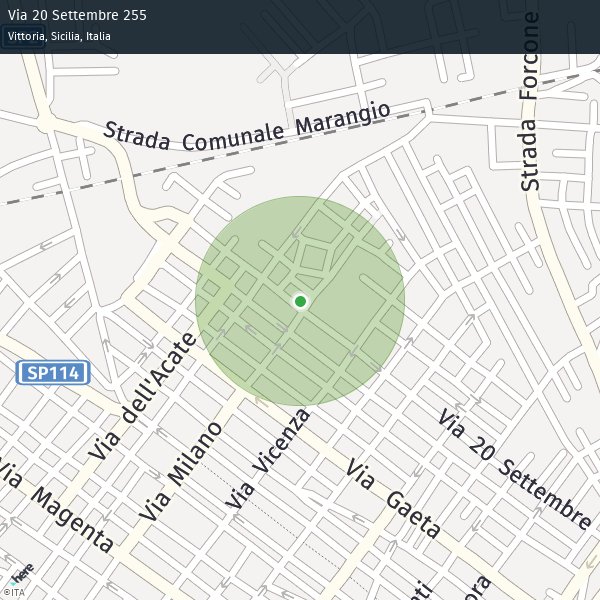 Via 20 Settembre 255
Vittoria, Sicilia, Italia
Strada Comunale Marangio
Strada Forcone
SP114
Via dell'Acate
Via Milano
Via Vicenza
Via 20 Settembre
Via Magenta
Via Gaeta
here
©ITA